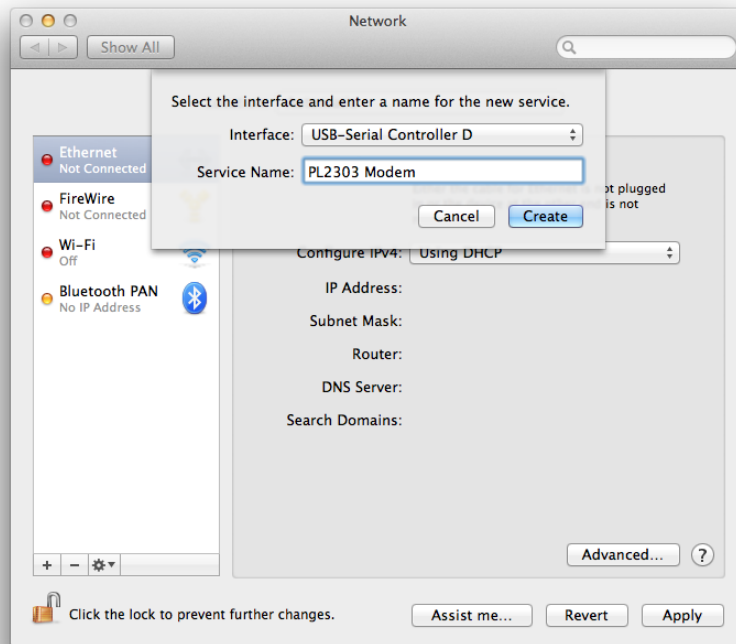 Network
Show All
Select the interface and enter a name for the new service.
Interface: USB-Serial Controller D
Service Name: PL2303 Modem
Cancel Create
Ethernet
Not Connected
FireWire
Not Connected
Wi-Fi
Off
Bluetooth PAN
No IP Address
not plugged
is not
Configure IPv4: Using DHCP
IP Address:
Subnet Mask:
Router:
DNS Server:
Search Domains:
Advanced... ?
+ –
Click the lock to prevent further changes.
Assist me... Revert Apply